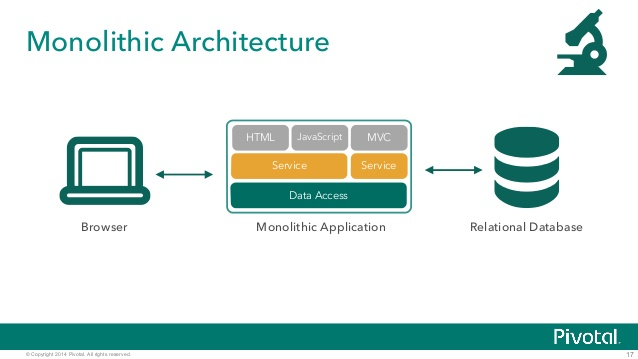 Monolithic Architecture
HTML JavaScript MVC
Service Service
Data Access
Browser Monolithic Application Relational Database
Pivotal
© Copyright 2014 Pivotal. All rights reserved. 17